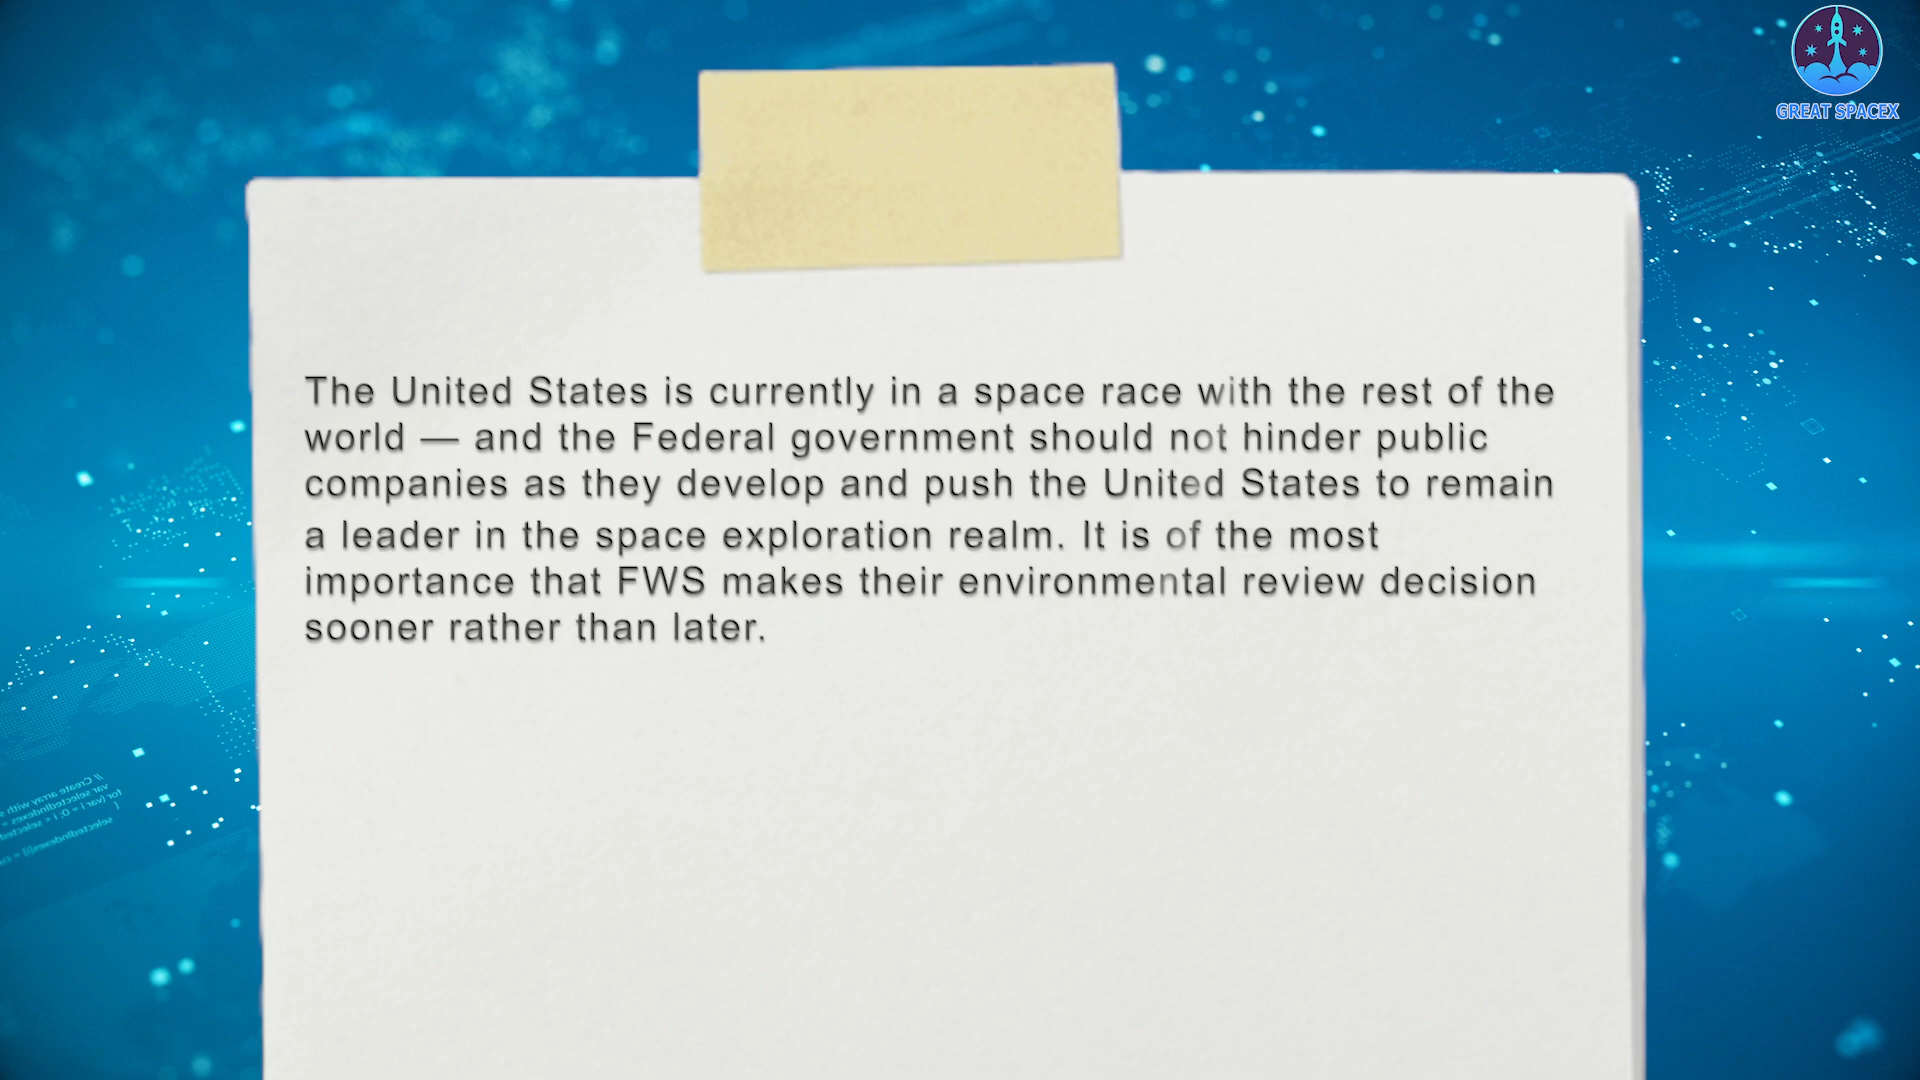 GREAT SPACEX
The United States is currently in a space race with the rest of the
world — and the Federal government should not hinder public
companies as they develop and push the United States to remain
a leader in the space exploration realm. It is of the most
importance that FWS makes their environmental review decision
sooner rather than later.